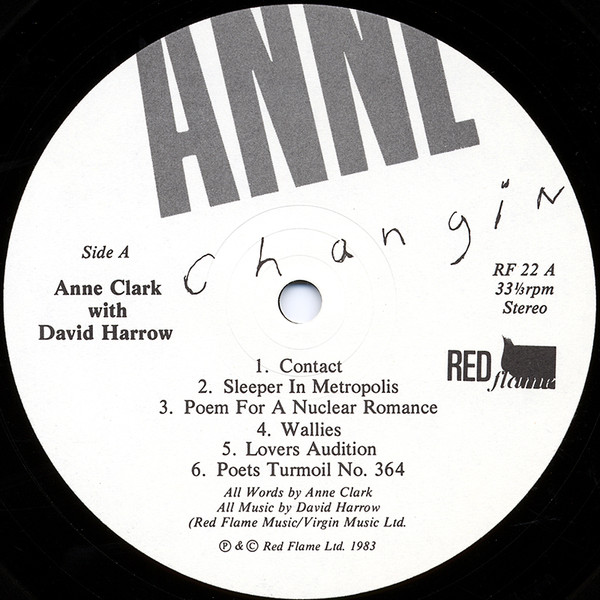 ANNE
changin
Side A
Anne Clark
with
David Harrow
RF 22 A
33⅓rpm
Stereo
RED
flame
1. Contact
2. Sleeper In Metropolis
3. Poem For A Nuclear Romance
4. Wallies
5. Lovers Audition
6. Poets Turmoil No. 364
All Words by Anne Clark
All Music by David Harrow
(Red Flame Music/Virgin Music Ltd.
Ⓟ & © Red Flame Ltd. 1983